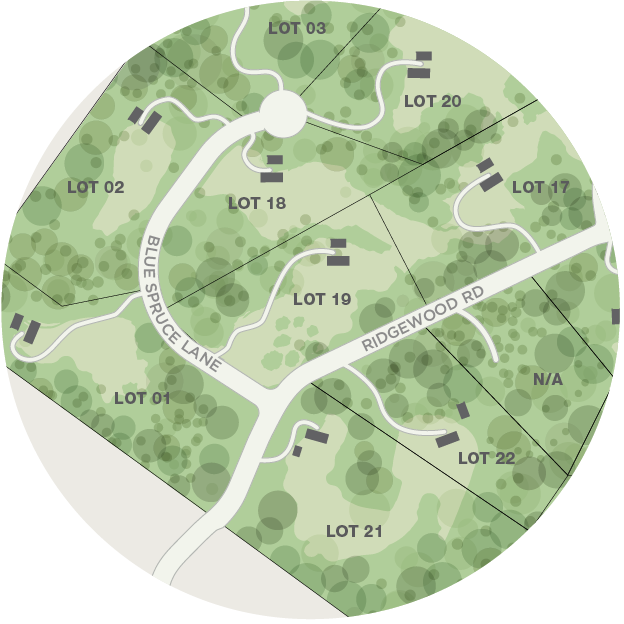 LOT 03
LOT 20
LOT 02
LOT 17
LOT 18
BLUE SPRUCE LANE
LOT 19
RIDGEWOOD RD
N/A
LOT 01
LOT 22
LOT 21